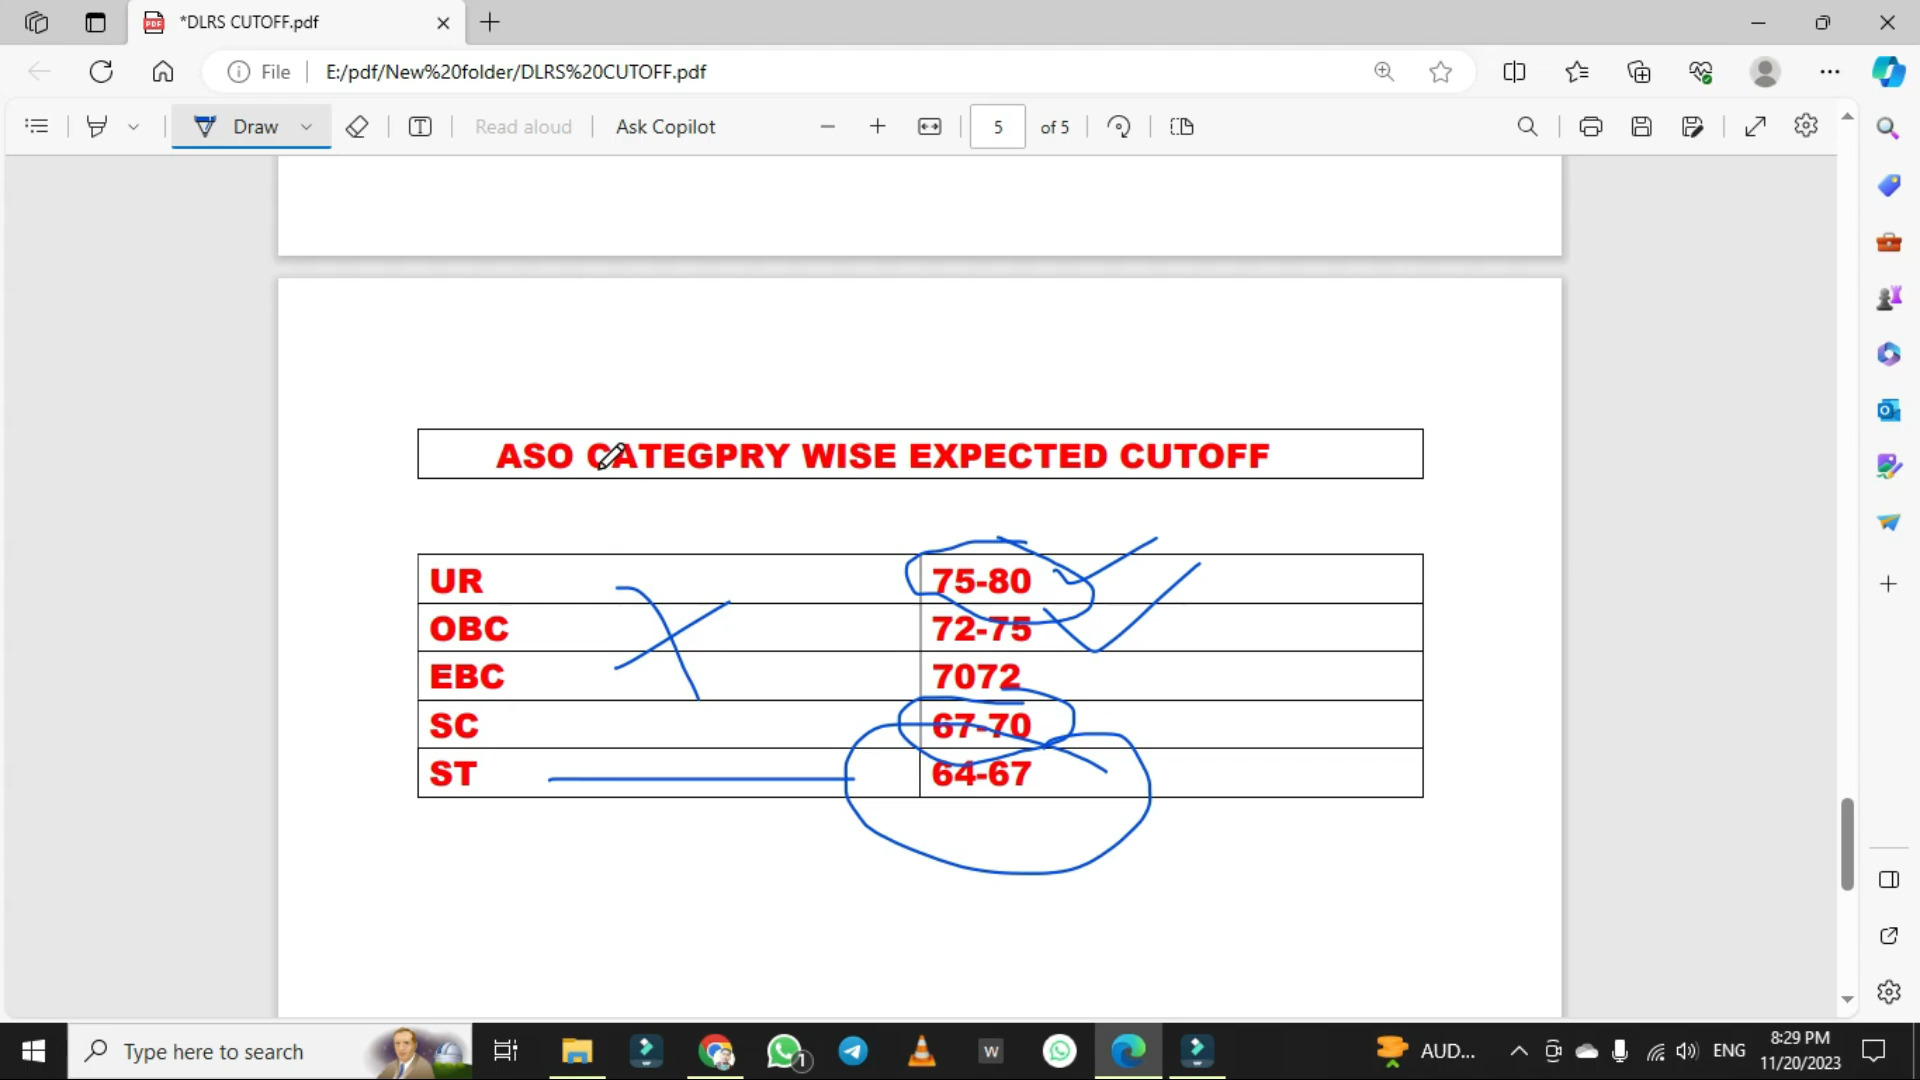 *DLRS CUTOFF.pdf
File
E:/pdf/New%20folder/DLRS%20CUTOFF.pdf
Draw
Read aloud
Ask Copilot
5
of 5
ASO CATEGPRY WISE EXPECTED CUTOFF
UR 75-80
OBC 72-75
EBC 7072
SC 67-70
ST 64-67
Type here to search
1
W
AUD...
ENG
8:29 PM
11/20/2023